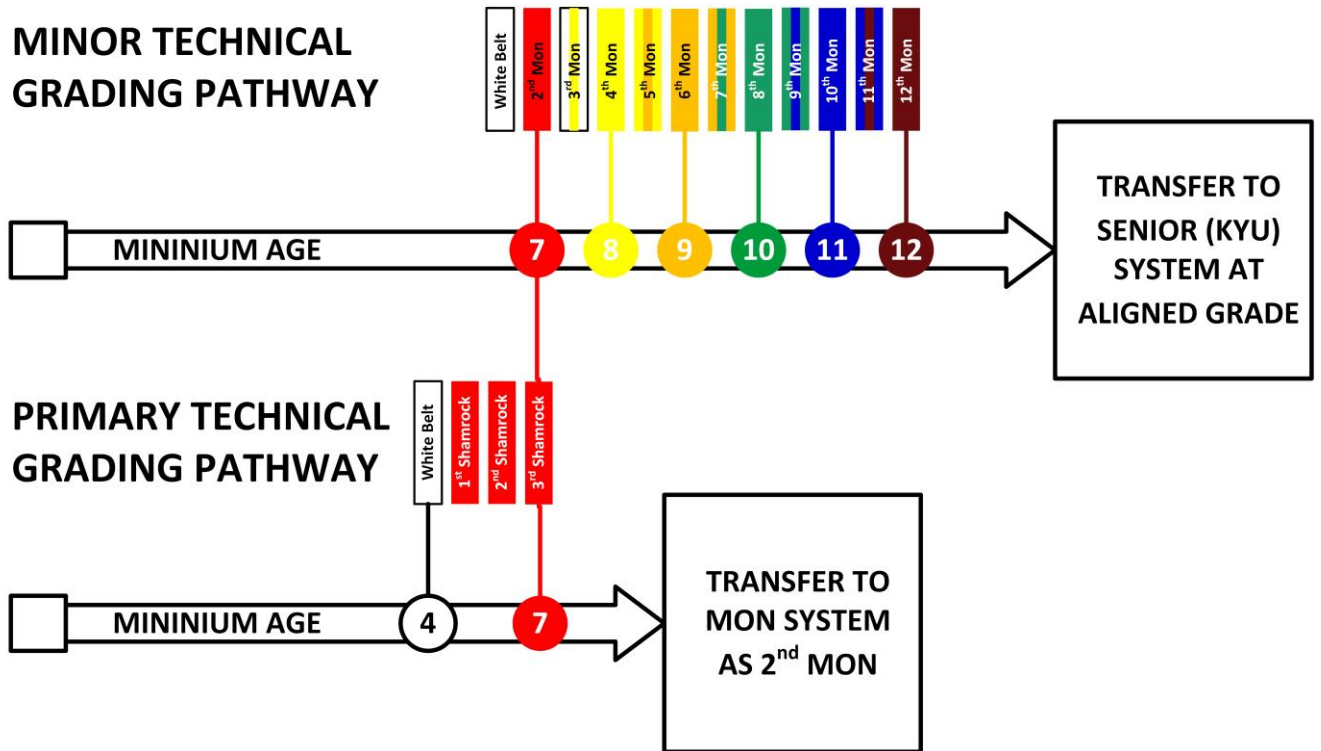 MINOR TECHNICAL
GRADING PATHWAY
White Belt
2nd Mon
3rd Mon
4th Mon
5th Mon
6th Mon
7th Mon
8th Mon
9th Mon
10th Mon
11th Mon
12th Mon
MININIUM AGE
7
8
9
10
11
12
TRANSFER TO
SENIOR (KYU)
SYSTEM AT
ALIGNED GRADE
PRIMARY TECHNICAL
GRADING PATHWAY
White Belt
1st Shamrock
2nd Shamrock
3rd Shamrock
MININIUM AGE
4
7
TRANSFER TO
MON SYSTEM
AS 2nd MON